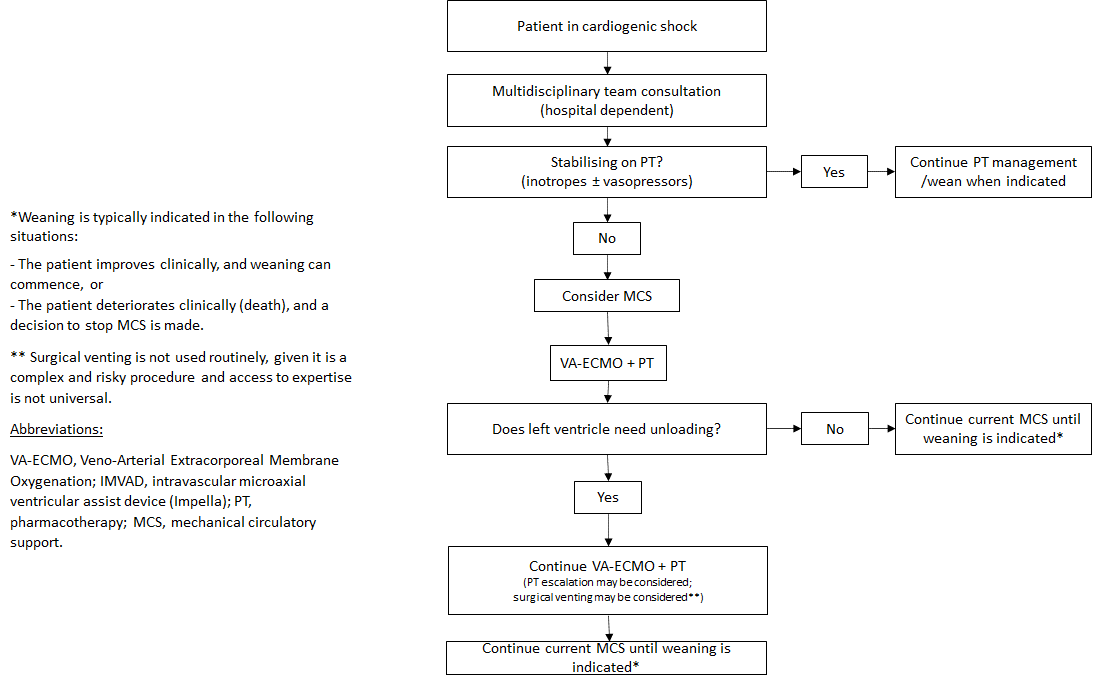 Patient in cardiogenic shock
Multidisciplinary team consultation
(hospital dependent)
Stabilising on PT?
(inotropes ± vasopressors)
Yes
Continue PT management
/wean when indicated
No
Consider MCS
VA-ECMO + PT
Does left ventricle need unloading?
No
Continue current MCS until
weaning is indicated*
Yes
Continue VA-ECMO + PT
(PT escalation may be considered;
surgical venting may be considered**)
Continue current MCS until weaning is
indicated*
*Weaning is typically indicated in the following
situations:
- The patient improves clinically, and weaning can
commence, or
- The patient deteriorates clinically (death), and a
decision to stop MCS is made.
** Surgical venting is not used routinely, given it is a
complex and risky procedure and access to expertise
is not universal.
Abbreviations:
VA-ECMO, Veno-Arterial Extracorporeal Membrane
Oxygenation; IMVAD, intravascular microaxial
ventricular assist device (Impella); PT,
pharmacotherapy; MCS, mechanical circulatory
support.